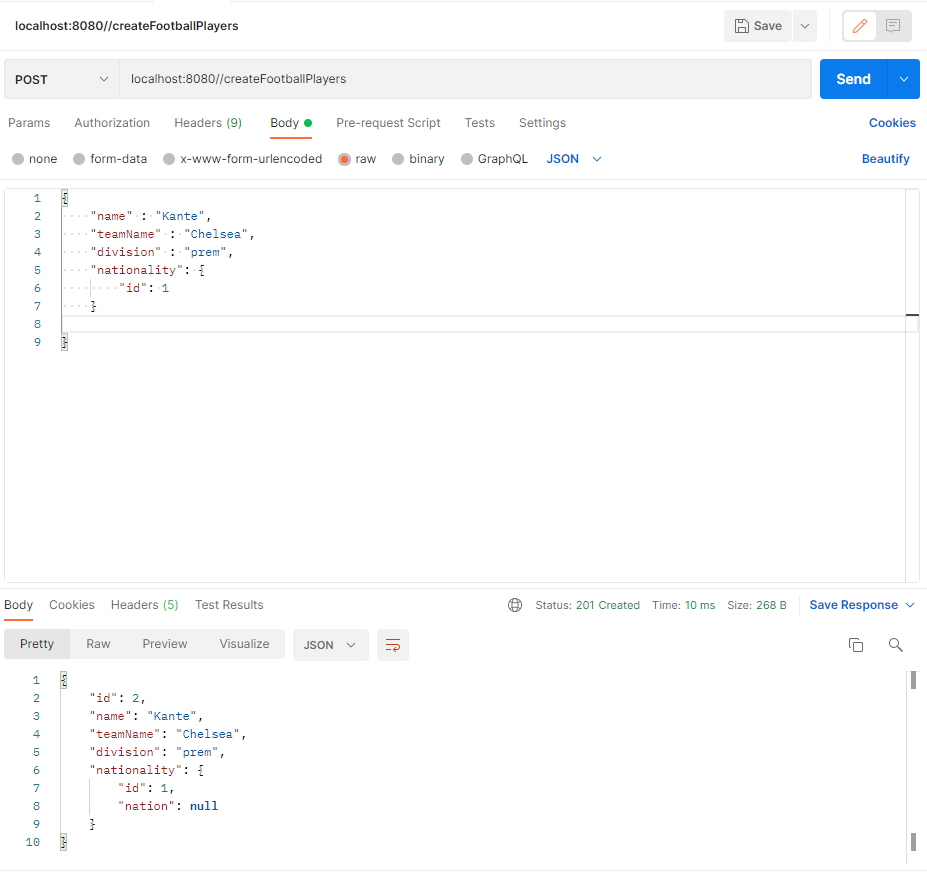 localhost:8080//createFootballPlayers
Save
POST
localhost:8080//createFootballPlayers
Send
Params Authorization Headers (9) Body Pre-request Script Tests Settings Cookies
none form-data x-www-form-urlencoded raw binary GraphQL JSON Beautify
1 {
2 "name" : "Kante",
3 "teamName" : "Chelsea",
4 "division" : "prem",
5 "nationality": {
6 "id": 1
7 }
8
9 }
Body Cookies Headers (5) Test Results Status: 201 Created Time: 10 ms Size: 268 B Save Response
Pretty Raw Preview Visualize JSON
1 {
2 "id": 2,
3 "name": "Kante",
4 "teamName": "Chelsea",
5 "division": "prem",
6 "nationality": {
7 "id": 1,
8 "nation": null
9 }
10 }